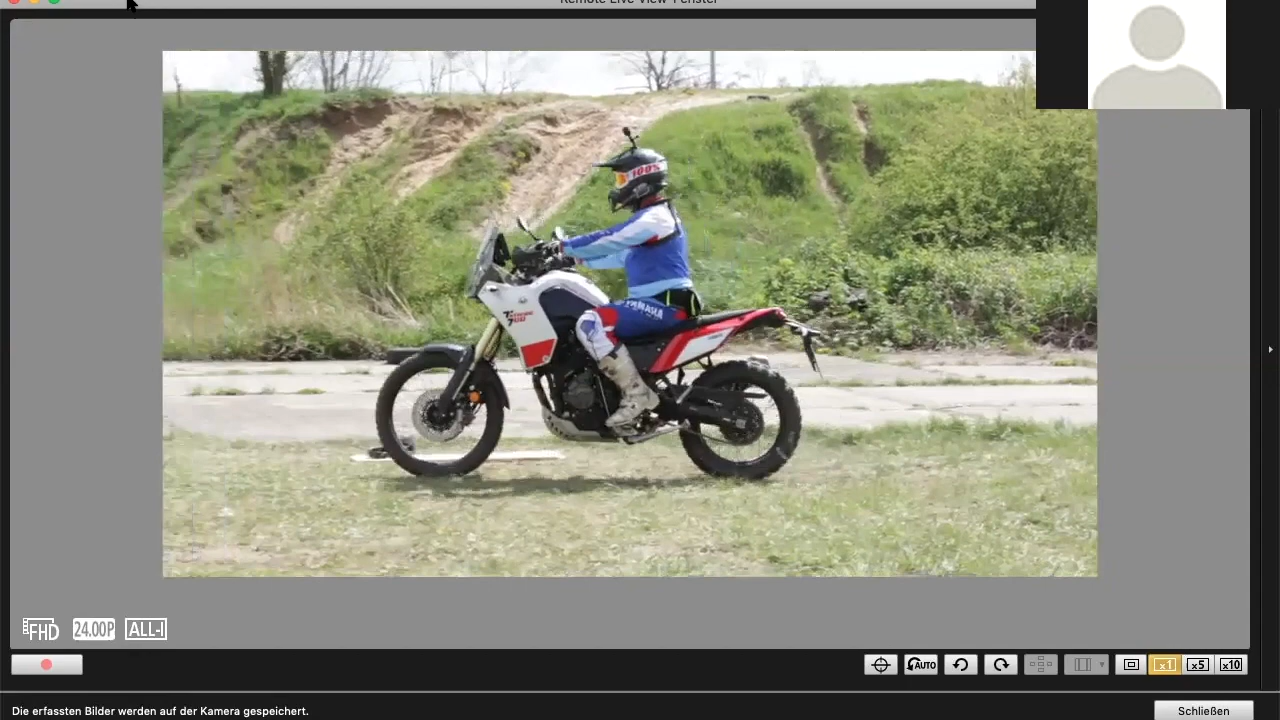 Remote Live View-Fenster
100%
YAMAHA
700
FHD
24.00P
ALL-I
AUTO
x1
x5
x10
Die erfassten Bilder werden auf der Kamera gespeichert.
Schließen